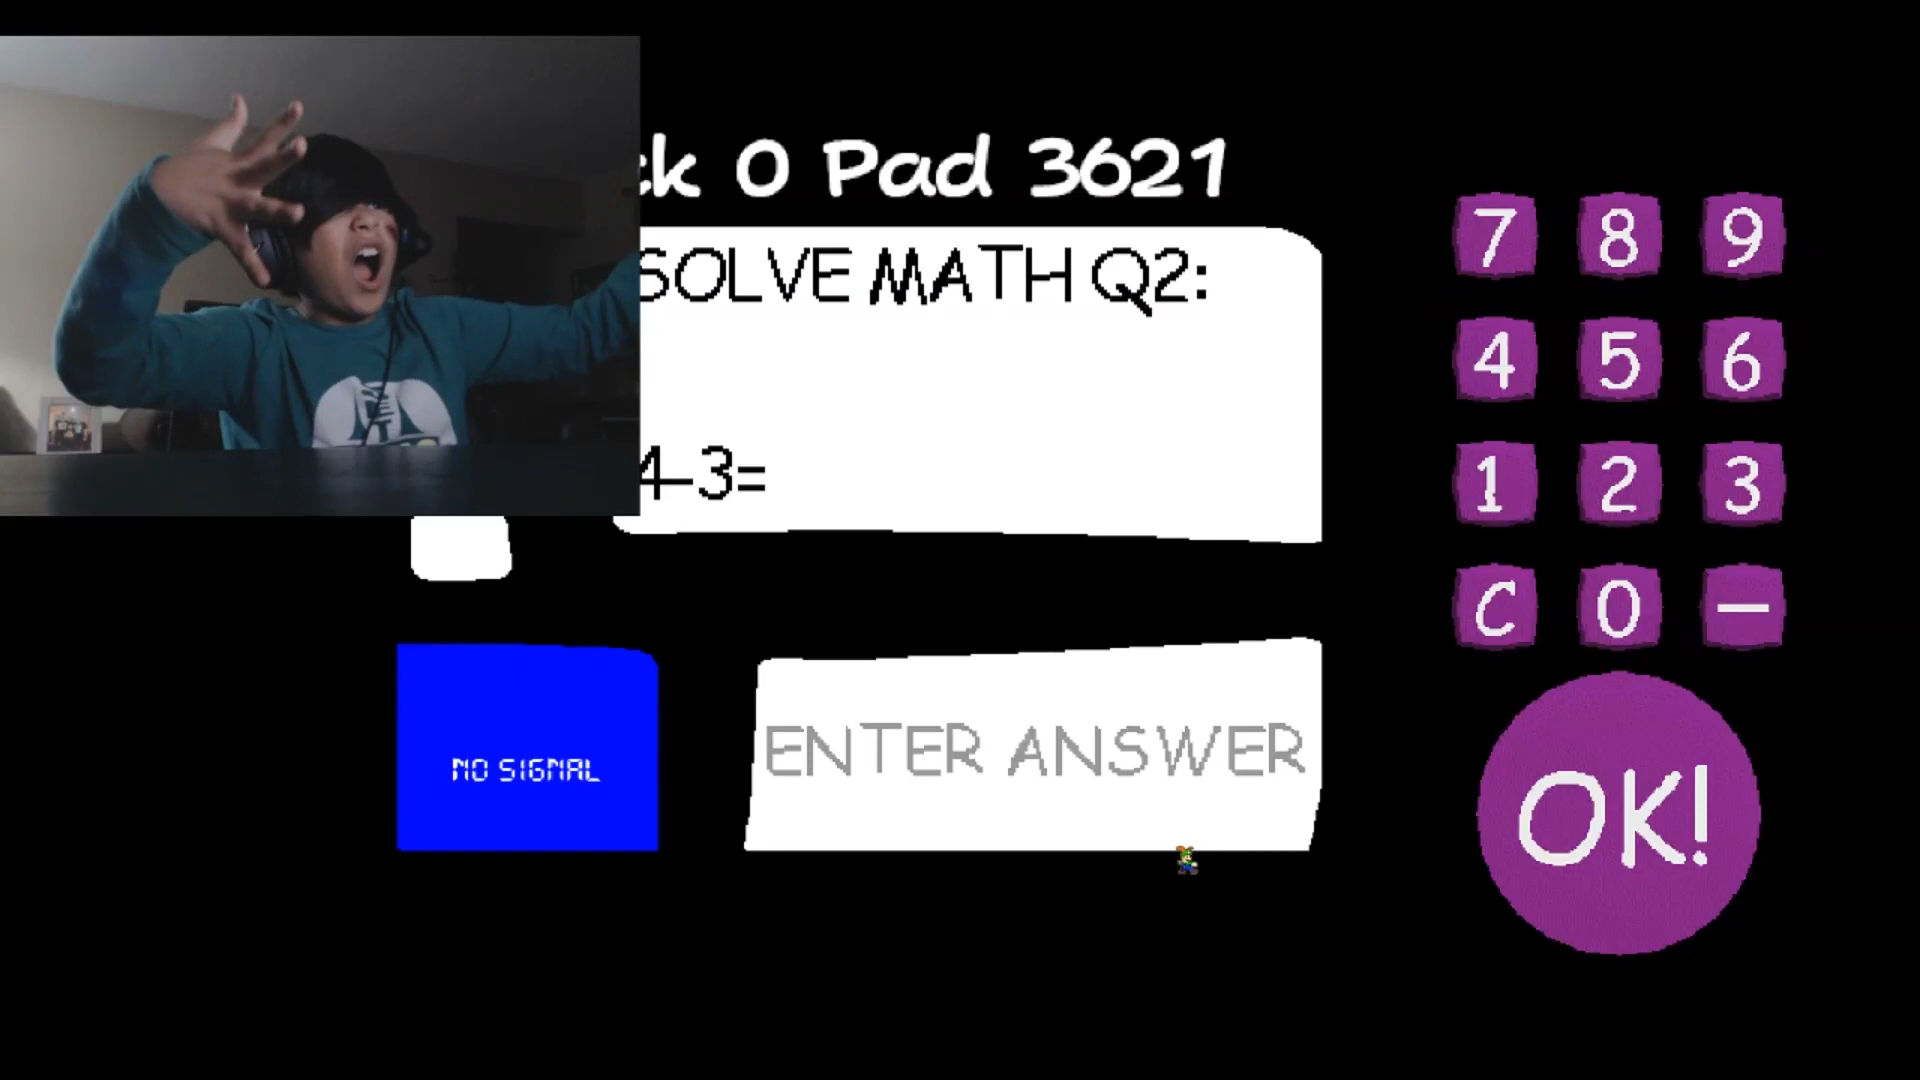 0 Pad 3621
SOLVE MATH Q2:
4-3=
NO SIGNAL
ENTER ANSWER
7 8 9
4 5 6
1 2 3
C 0 —
OK!